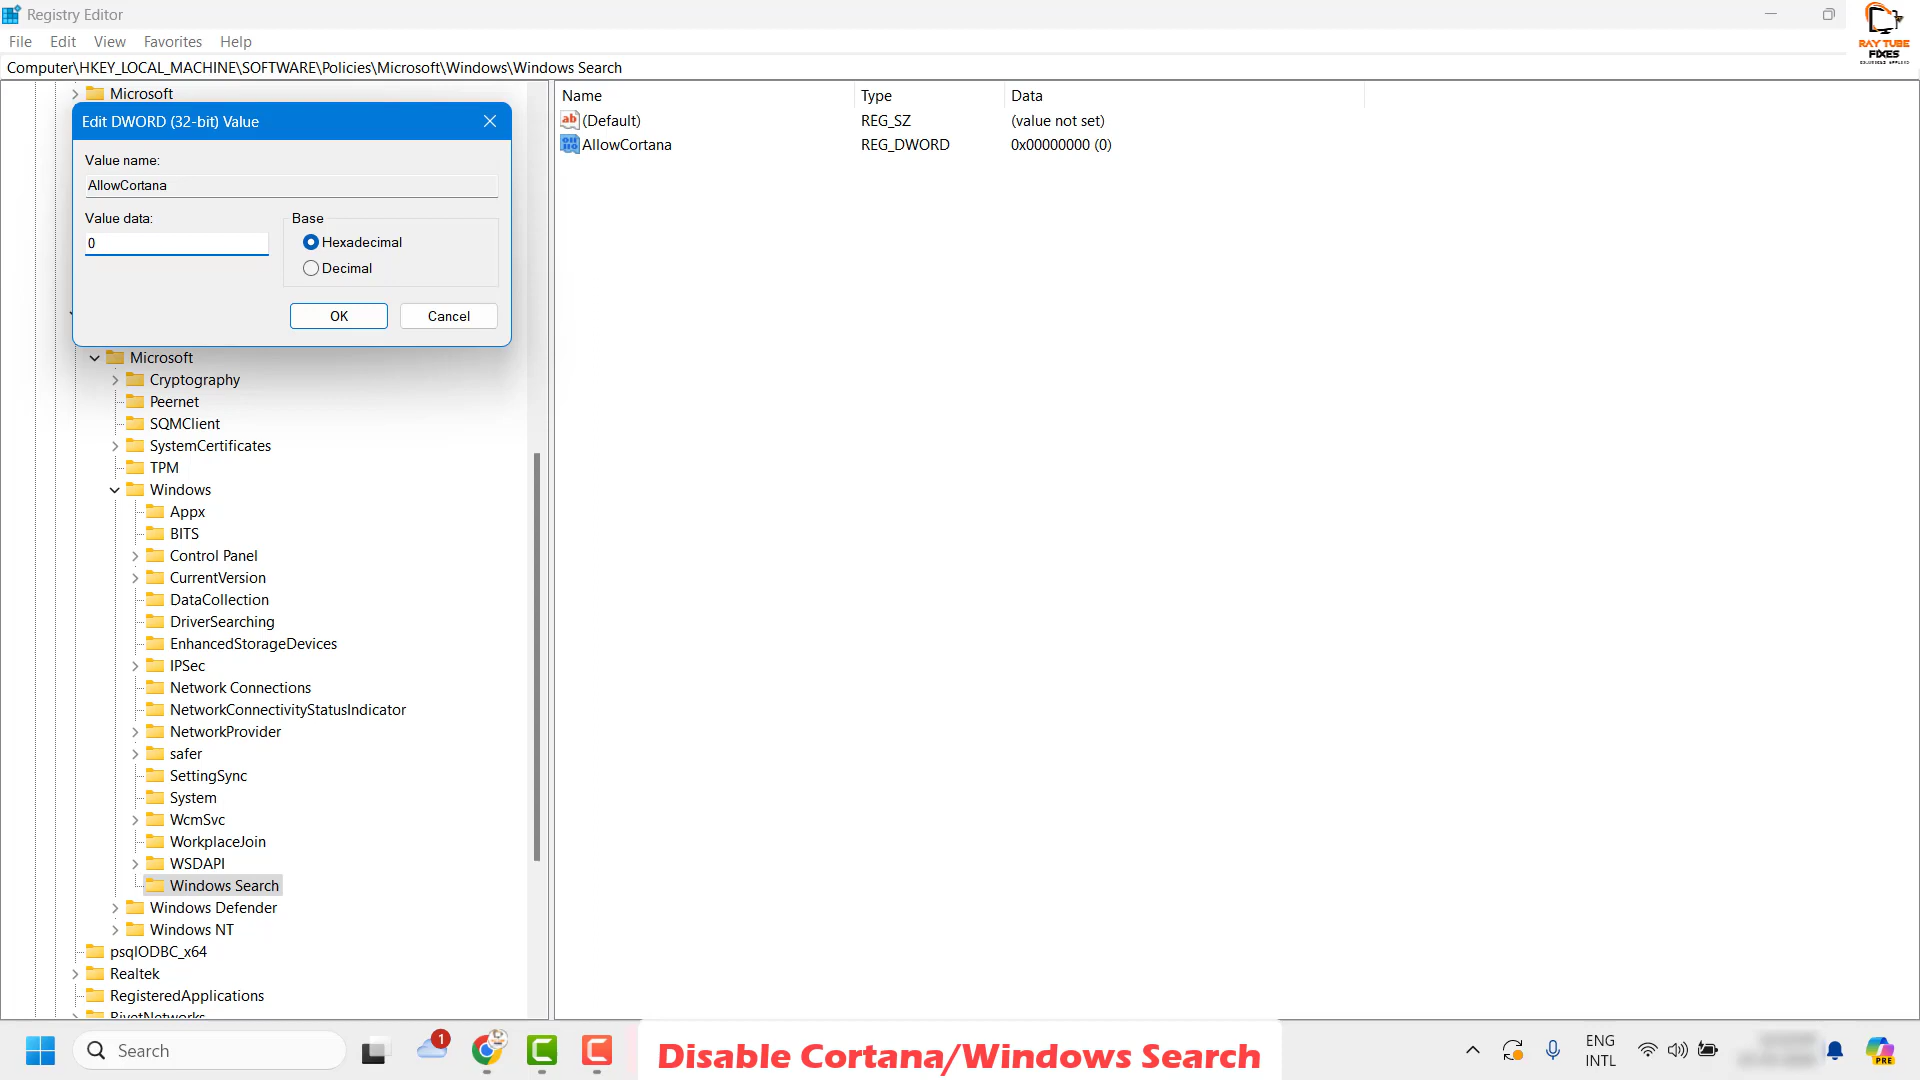 Registry Editor
RAY TUBE
FIXES
File Edit View Favorites Help
Computer\HKEY_LOCAL_MACHINE\SOFTWARE\Policies\Microsoft\Windows\Windows Search
Microsoft
Edit DWORD (32-bit) Value
Value name:
AllowCortana
Value data:
0
Base
Hexadecimal
Decimal
OK
Cancel
Microsoft
Cryptography
Peernet
SQMClient
SystemCertificates
TPM
Windows
Appx
BITS
Control Panel
CurrentVersion
DataCollection
DriverSearching
EnhancedStorageDevices
IPSec
Network Connections
NetworkConnectivityStatusIndicator
NetworkProvider
safer
SettingSync
System
WcmSvc
WorkplaceJoin
WSDAPI
Windows Search
Windows Defender
Windows NT
psqlODBC_x64
Realtek
RegisteredApplications
RivetNetworks
Name Type Data
ab (Default) REG_SZ (value not set)
AllowCortana REG_DWORD 0x00000000 (0)
Search
1
Disable Cortana/Windows Search
ENG
INTL
PRE